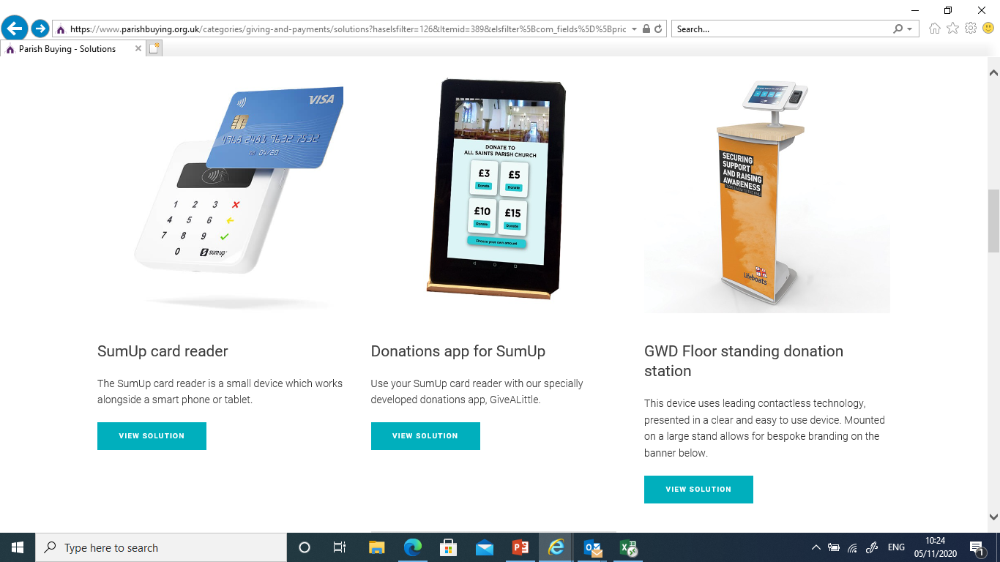 https://www.parishbuying.org.uk/categories/giving-and-payments/solutions?haselsfilter=126&Itemid=389&elsfilter%5Bcom_fields%5D%5Bpric
Search...
Parish Buying - Solutions
VISA
4968 2481 9632 7532
04/20
1 2 3
4 5 6
7 8 9
0 sumup
DONATE TO
ALL SAINTS PARISH CHURCH
£3 £5
Donate Donate
£10 £15
Donate Donate
Choose your own amount
SECURING
SUPPORT
AND RAISING
AWARENESS
Lifeboats
SumUp card reader
The SumUp card reader is a small device which works
alongside a smart phone or tablet.
VIEW SOLUTION
Donations app for SumUp
Use your SumUp card reader with our specially
developed donations app, GiveALittle.
VIEW SOLUTION
GWD Floor standing donation
station
This device uses leading contactless technology,
presented in a clear and easy to use device. Mounted
on a large stand allows for bespoke branding on the
banner below.
VIEW SOLUTION
Type here to search
ENG
10:24
05/11/2020
1